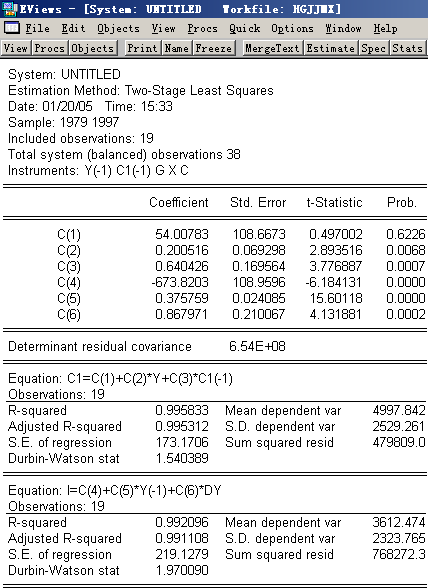 EViews - [System: UNTITLED Workfile: HGJJMX]
File Edit Objects View Procs Quick Options Window Help
View Procs Objects Print Name Freeze MergeText Estimate Spec Stats
System: UNTITLED
Estimation Method: Two-Stage Least Squares
Date: 01/20/05 Time: 15:33
Sample: 1979 1997
Included observations: 19
Total system (balanced) observations 38
Instruments: Y(-1) C1(-1) G X C
Coefficient Std. Error t-Statistic Prob.
C(1) 54.00783 108.6673 0.497002 0.6226
C(2) 0.200516 0.069298 2.893516 0.0068
C(3) 0.640426 0.169564 3.776887 0.0007
C(4) -673.8203 108.9596 -6.184131 0.0000
C(5) 0.375759 0.024085 15.60118 0.0000
C(6) 0.867971 0.210067 4.131881 0.0002
Determinant residual covariance 6.54E+08
Equation: C1=C(1)+C(2)*Y+C(3)*C1(-1)
Observations: 19
R-squared 0.995833 Mean dependent var 4997.842
Adjusted R-squared 0.995312 S.D. dependent var 2529.261
S.E. of regression 173.1706 Sum squared resid 479809.0
Durbin-Watson stat 1.540389
Equation: I=C(4)+C(5)*Y(-1)+C(6)*DY
Observations: 19
R-squared 0.992096 Mean dependent var 3612.474
Adjusted R-squared 0.991108 S.D. dependent var 2323.765
S.E. of regression 219.1279 Sum squared resid 768272.3
Durbin-Watson stat 1.970090